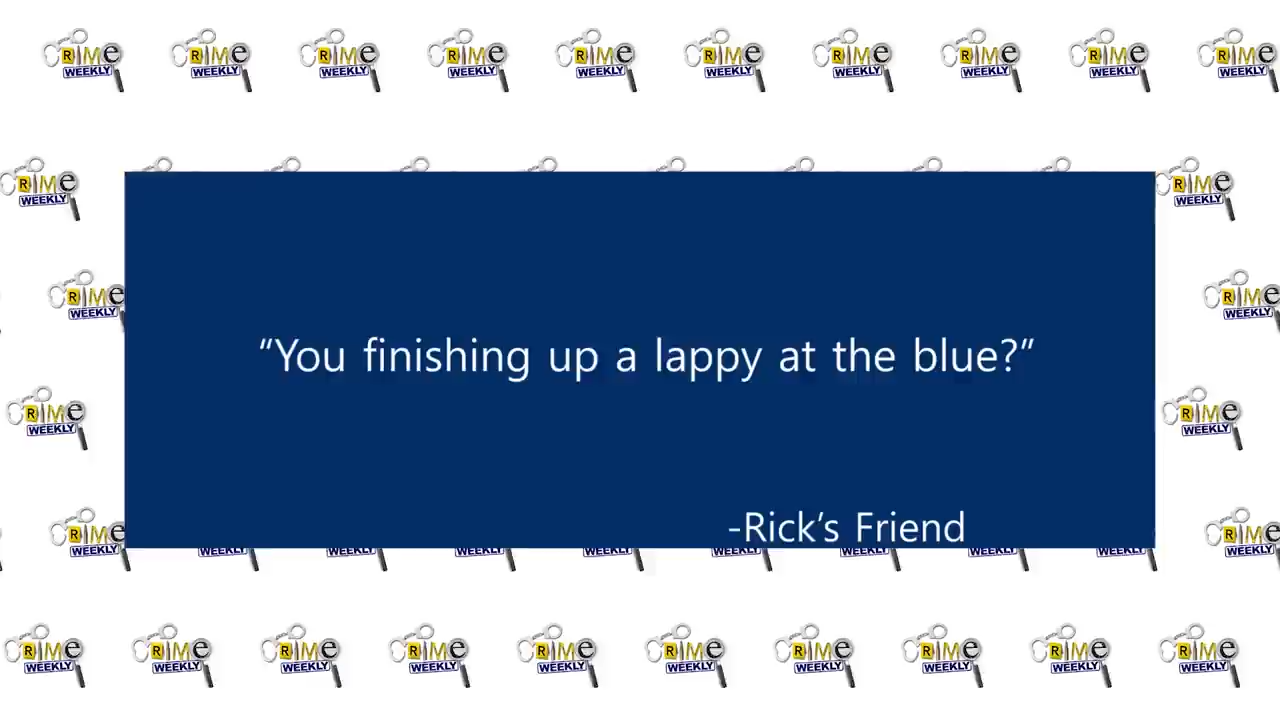 CRIME WEEKLY
“You finishing up a lappy at the blue?”
-Rick’s Friend